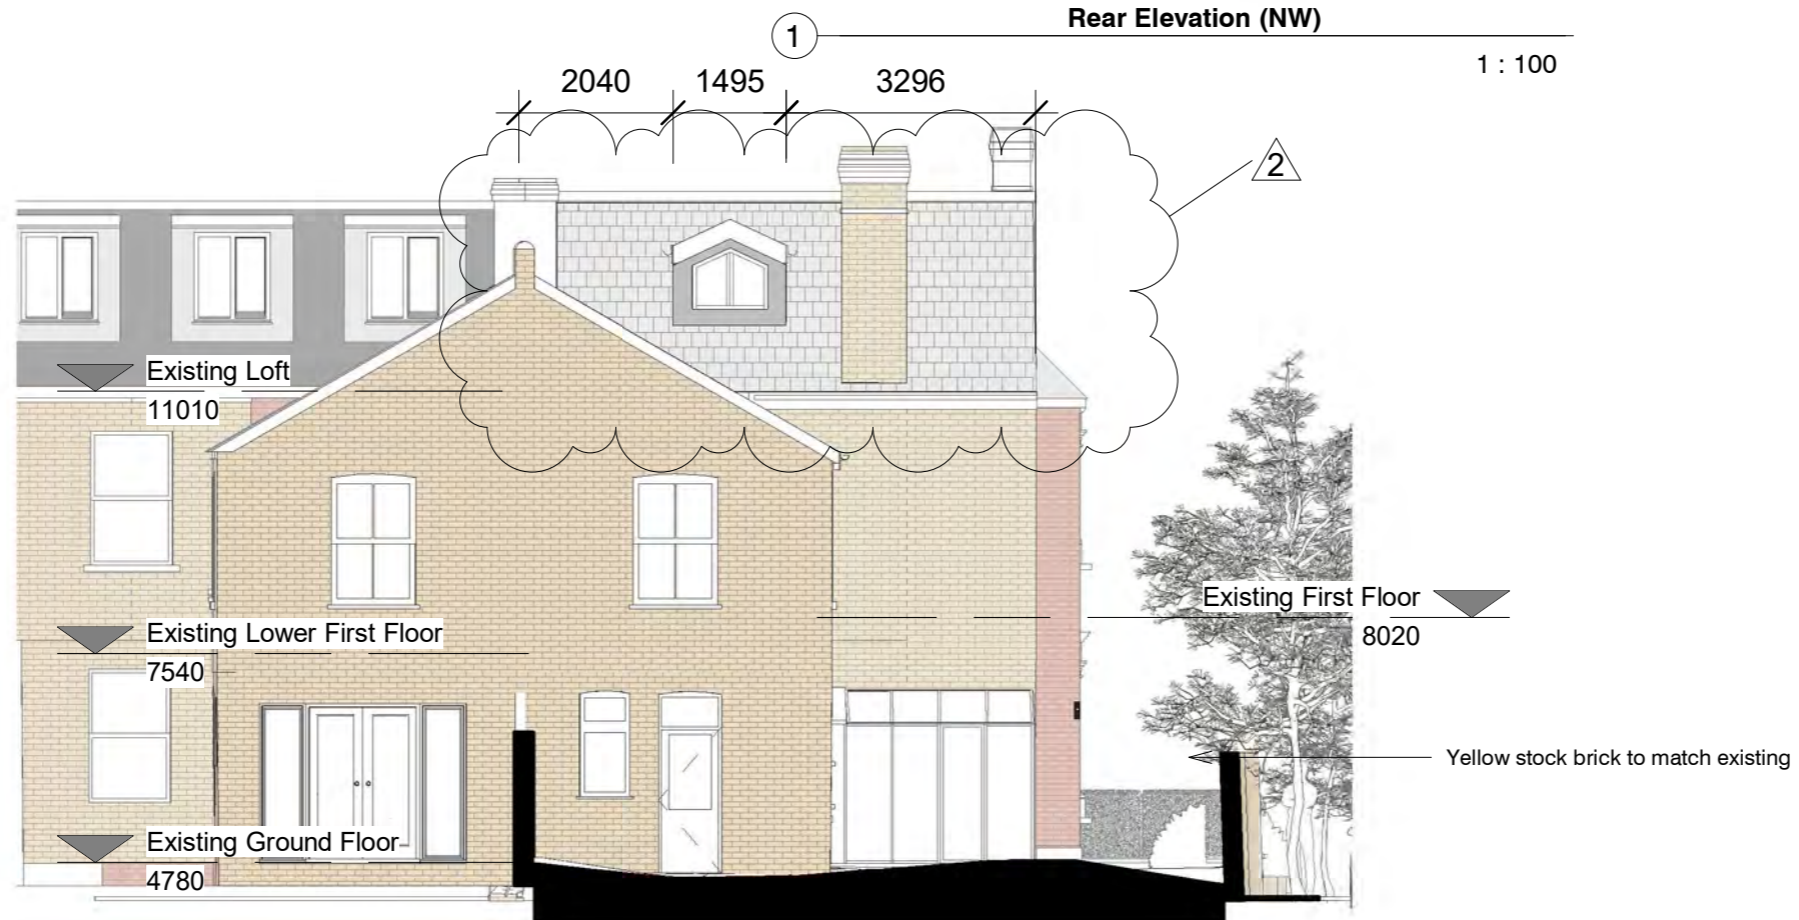 Rear Elevation (NW)
1
1 : 100
2040 1495 3296
2
Existing Loft
11010
Existing First Floor
8020
Existing Lower First Floor
7540
Yellow stock brick to match existing
Existing Ground Floor
4780